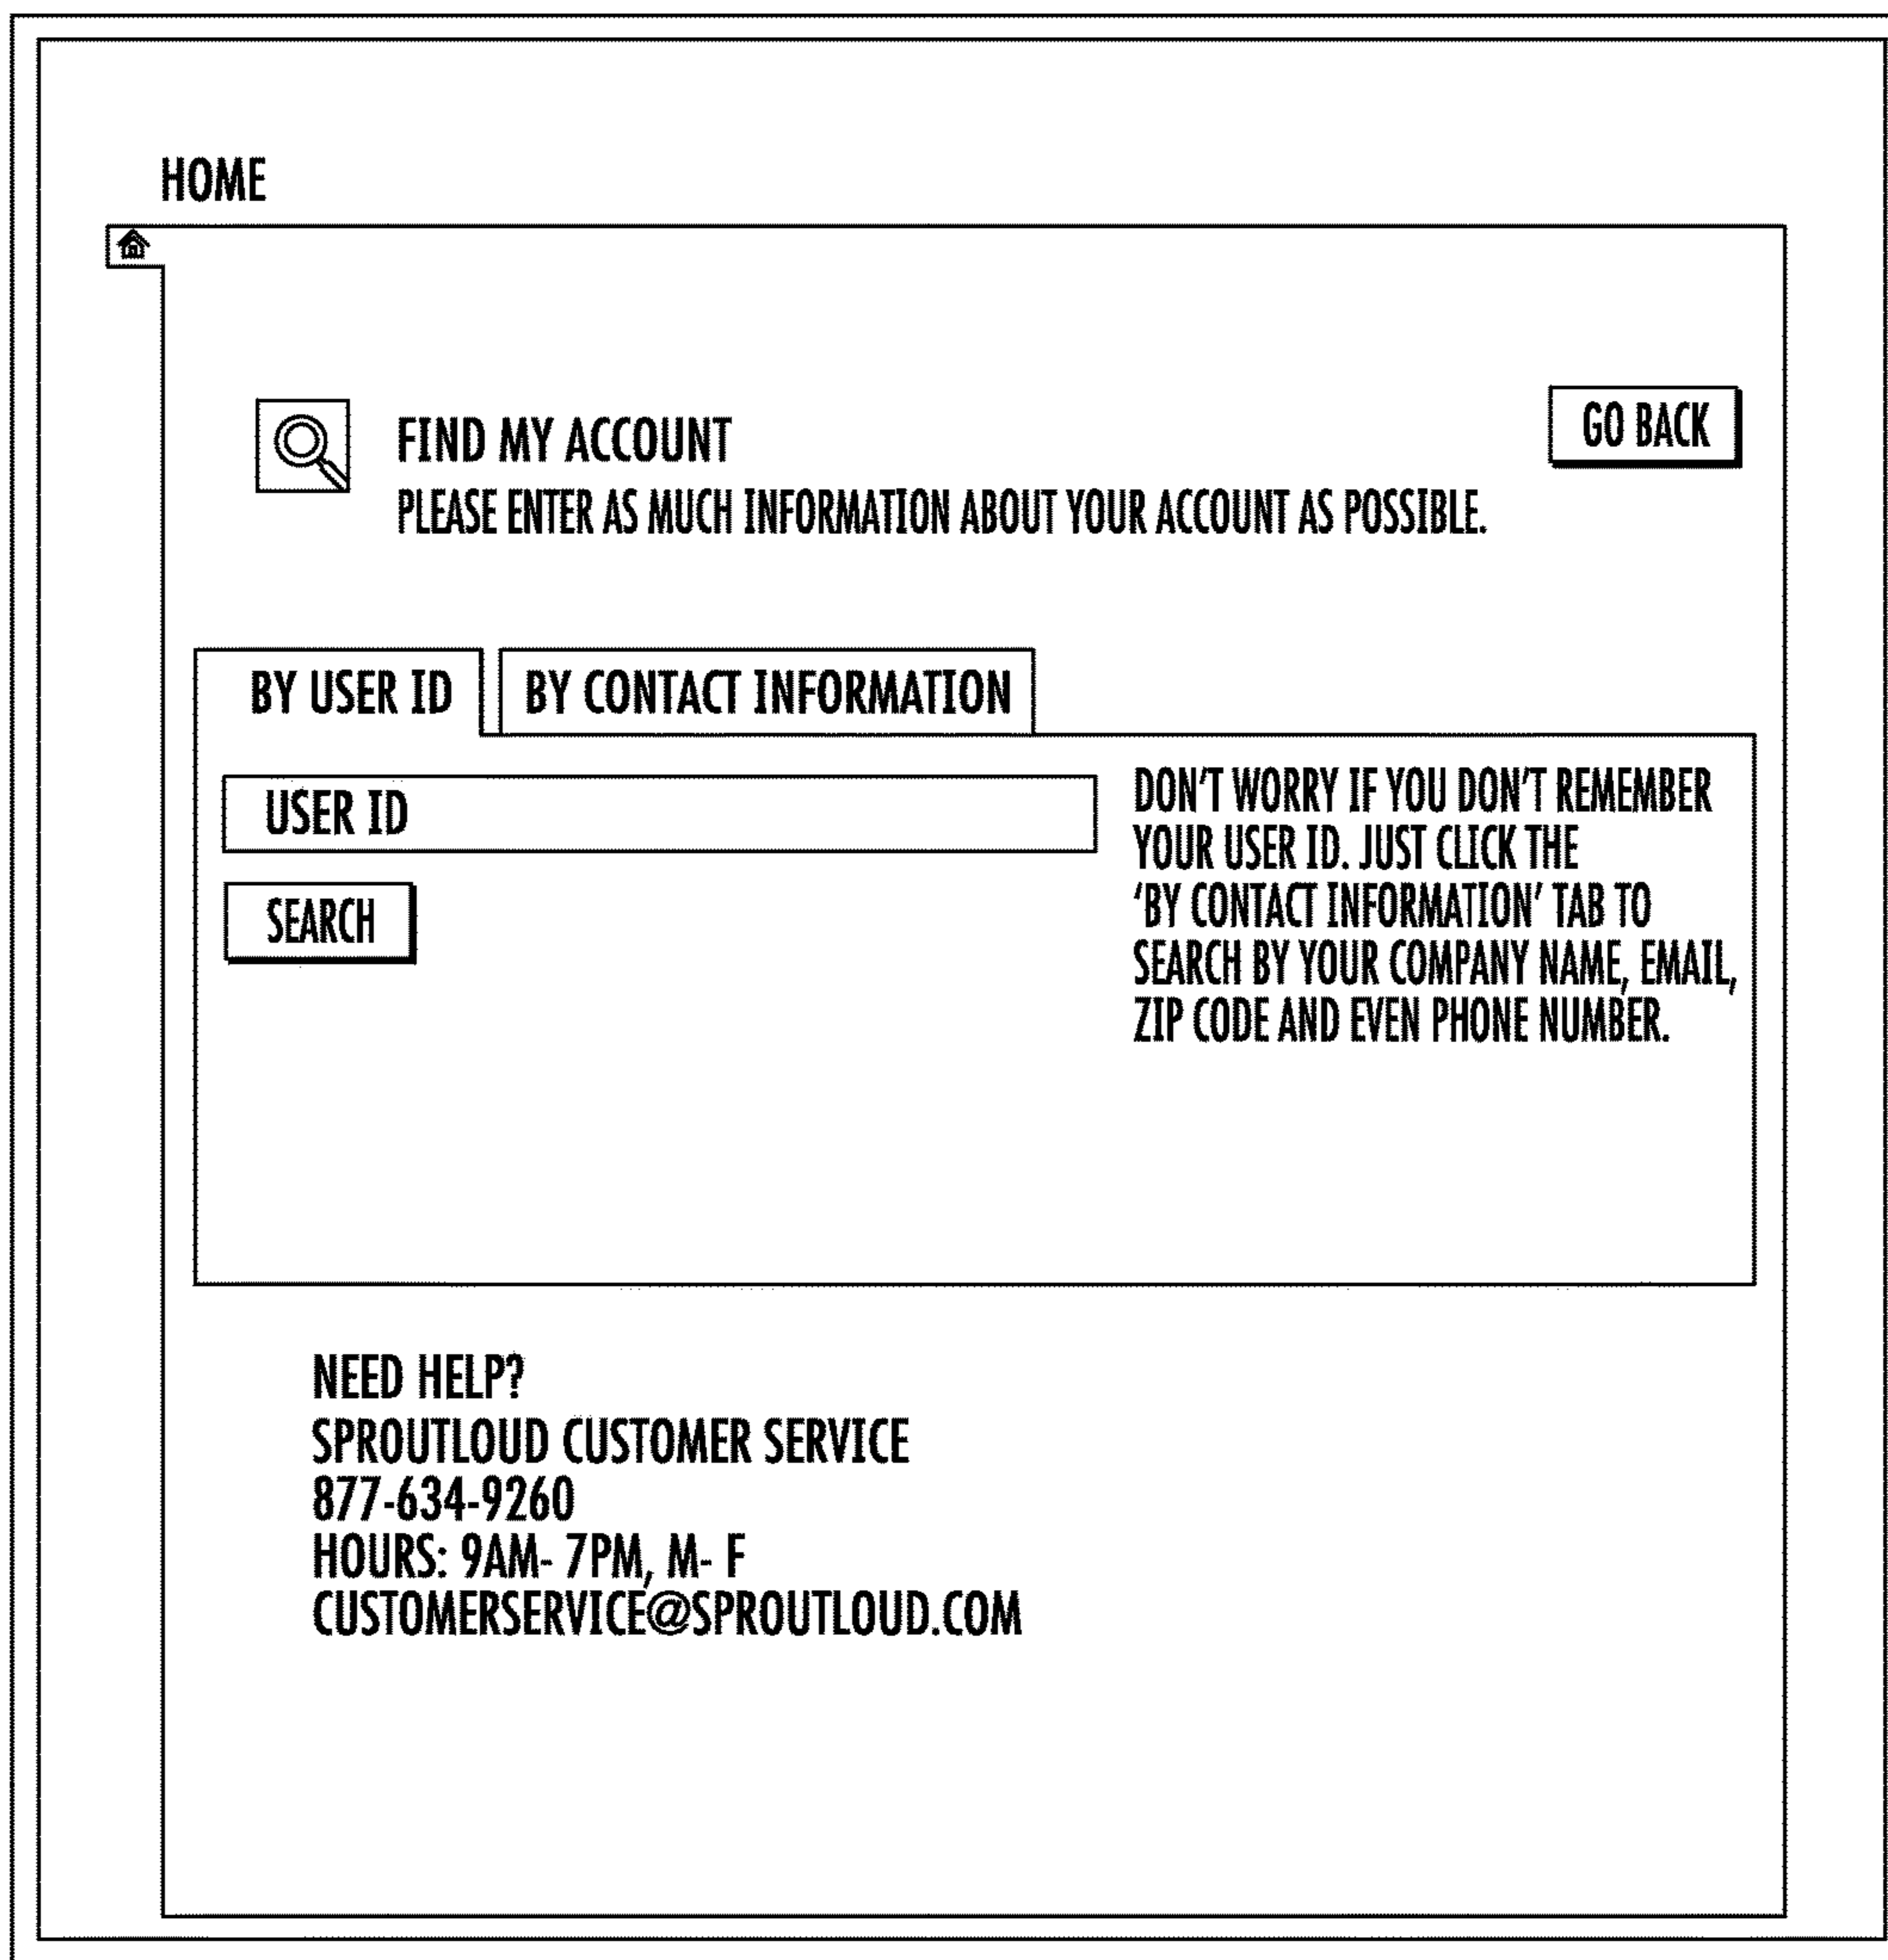 HOME
FIND MY ACCOUNT
GO BACK
PLEASE ENTER AS MUCH INFORMATION ABOUT YOUR ACCOUNT AS POSSIBLE.
BY USER ID
BY CONTACT INFORMATION
USER ID
SEARCH
DON'T WORRY IF YOU DON'T REMEMBER
YOUR USER ID. JUST CLICK THE
'BY CONTACT INFORMATION' TAB TO
SEARCH BY YOUR COMPANY NAME, EMAIL,
ZIP CODE AND EVEN PHONE NUMBER.
NEED HELP?
SPROUTLOUD CUSTOMER SERVICE
877-634-9260
HOURS: 9AM- 7PM, M- F
CUSTOMERSERVICE@SPROUTLOUD.COM